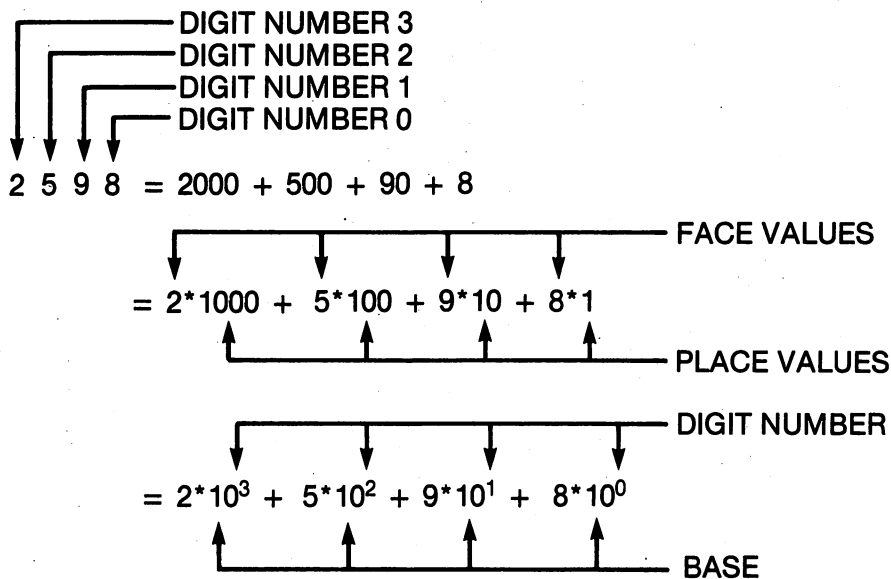 DIGIT NUMBER 3
DIGIT NUMBER 2
DIGIT NUMBER 1
DIGIT NUMBER 0
2 5 9 8 = 2000 + 500 + 90 + 8
FACE VALUES
= 2*1000 + 5*100 + 9*10 + 8*1
PLACE VALUES
DIGIT NUMBER
= 2*10³ + 5*10² + 9*10¹ + 8*10⁰
BASE